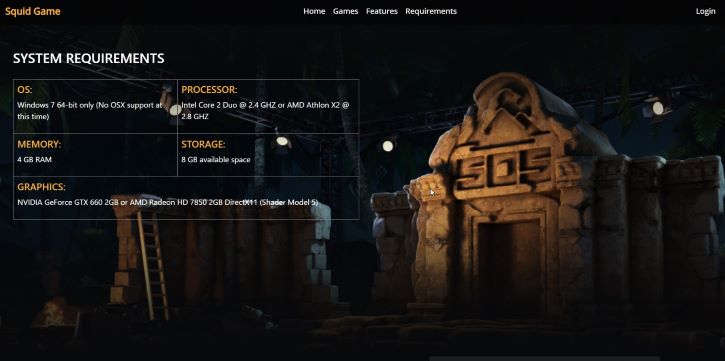 Squid Game
Home Games Features Requirements
Login
SYSTEM REQUIREMENTS
OS:
Windows 7 64-bit only (No OSX support at
this time)
PROCESSOR:
Intel Core 2 Duo @ 2.4 GHZ or AMD Athlon X2 @
2.8 GHZ
MEMORY:
4 GB RAM
STORAGE:
8 GB available space
GRAPHICS:
NVIDIA GeForce GTX 660 2GB or AMD Radeon HD 7850 2GB DirectX11 (Shader Model 5)
SOS